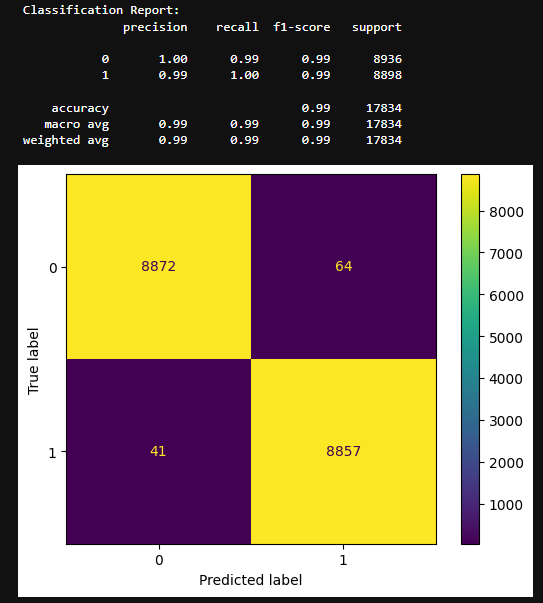 Classification Report:
precision recall f1-score support
0 1.00 0.99 0.99 8936
1 0.99 1.00 0.99 8898
accuracy 0.99 17834
macro avg 0.99 0.99 0.99 17834
weighted avg 0.99 0.99 0.99 17834
8000
7000
6000
5000
4000
3000
2000
1000
True label
0
8872 64
1
41 8857
0 1
Predicted label